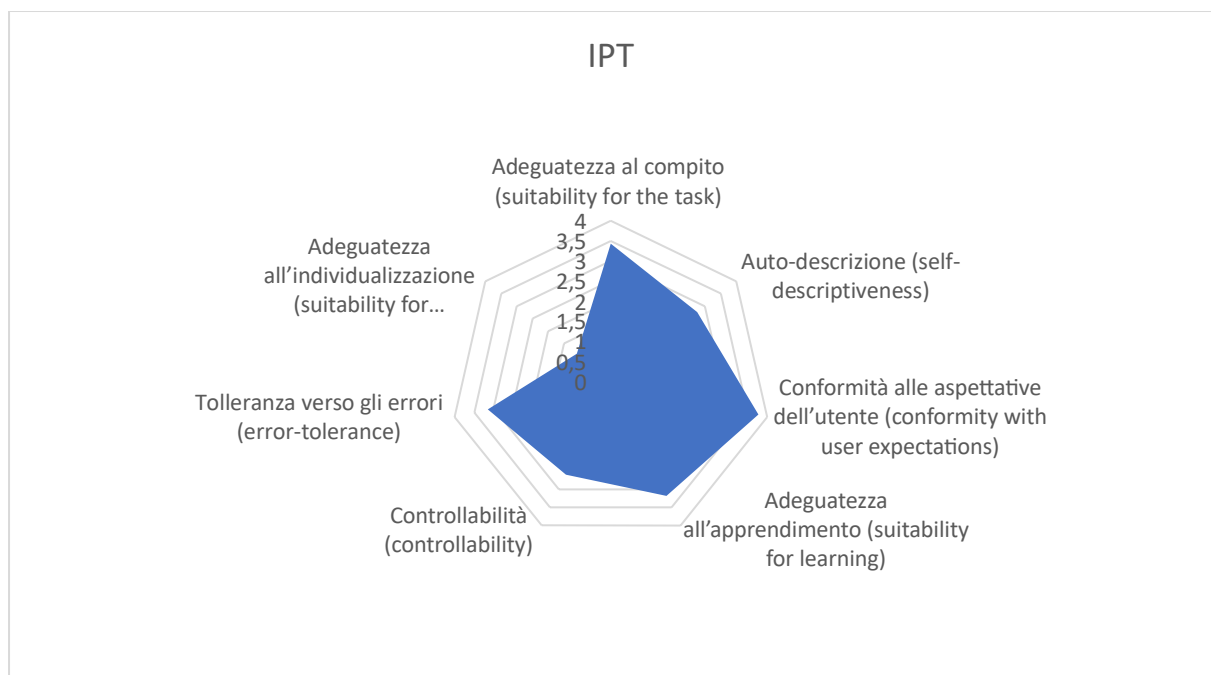 IPT
Adeguatezza al compito
(suitability for the task)
4
3,5
3
2,5
2
1,5
1
0,5
0
Auto-descrizione (self-
descriptiveness)
Conformità alle aspettative
dell'utente (conformity with
user expectations)
Adeguatezza
all'apprendimento (suitability
for learning)
Controllabilità
(controllability)
Tolleranza verso gli errori
(error-tolerance)
Adeguatezza
all'individualizzazione
(suitability for...